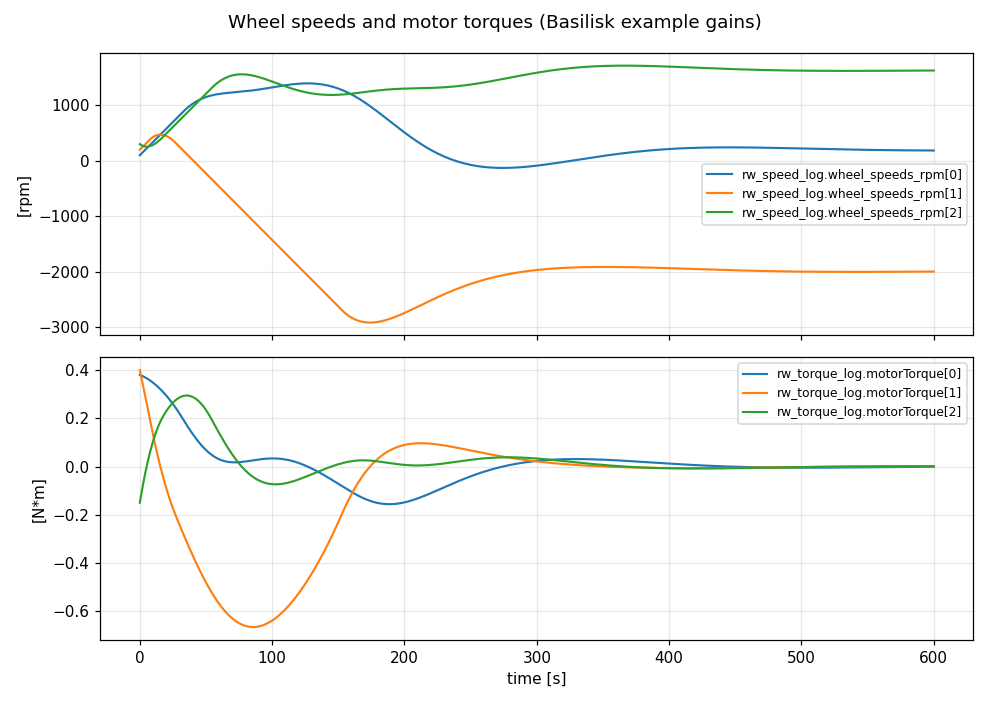 Wheel speeds and motor torques (Basilisk example gains)
1000
0
−1000
−2000
−3000
[rpm]
rw_speed_log.wheel_speeds_rpm[0]
rw_speed_log.wheel_speeds_rpm[1]
rw_speed_log.wheel_speeds_rpm[2]
0.4
0.2
0.0
−0.2
−0.4
−0.6
[N*m]
rw_torque_log.motorTorque[0]
rw_torque_log.motorTorque[1]
rw_torque_log.motorTorque[2]
0 100 200 300 400 500 600
time [s]